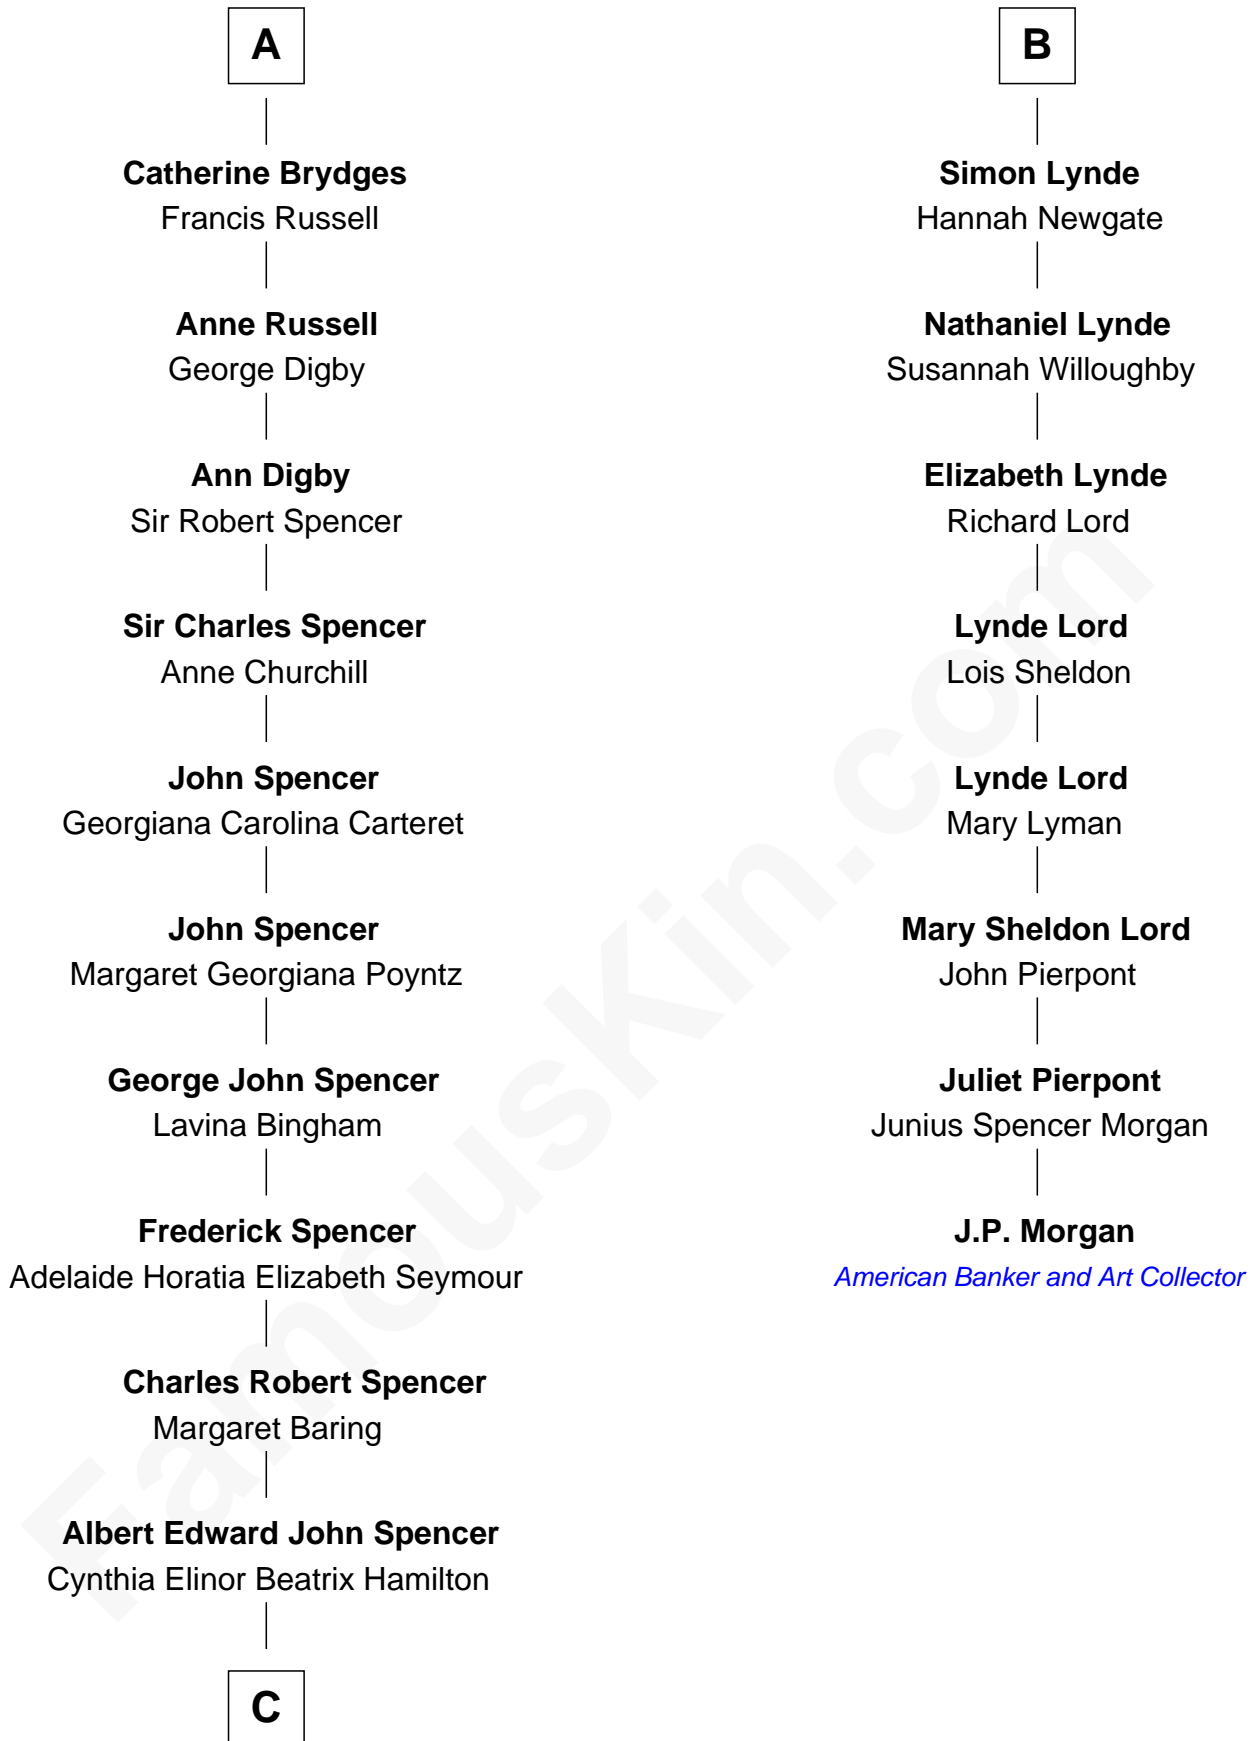 A
Catherine Brydges
Francis Russell
Anne Russell
George Digby
Ann Digby
Sir Robert Spencer
Sir Charles Spencer
Anne Churchill
John Spencer
Georgiana Carolina Carteret
John Spencer
Margaret Georgiana Poyntz
George John Spencer
Lavina Bingham
Frederick Spencer
Adelaide Horatia Elizabeth Seymour
Charles Robert Spencer
Margaret Baring
Albert Edward John Spencer
Cynthia Elinor Beatrix Hamilton
C
B
Simon Lynde
Hannah Newgate
Nathaniel Lynde
Susannah Willoughby
Elizabeth Lynde
Richard Lord
Lynde Lord
Lois Sheldon
Lynde Lord
Mary Lyman
Mary Sheldon Lord
John Pierpont
Juliet Pierpont
Junius Spencer Morgan
J.P. Morgan
American Banker and Art Collector
FamousKin.com